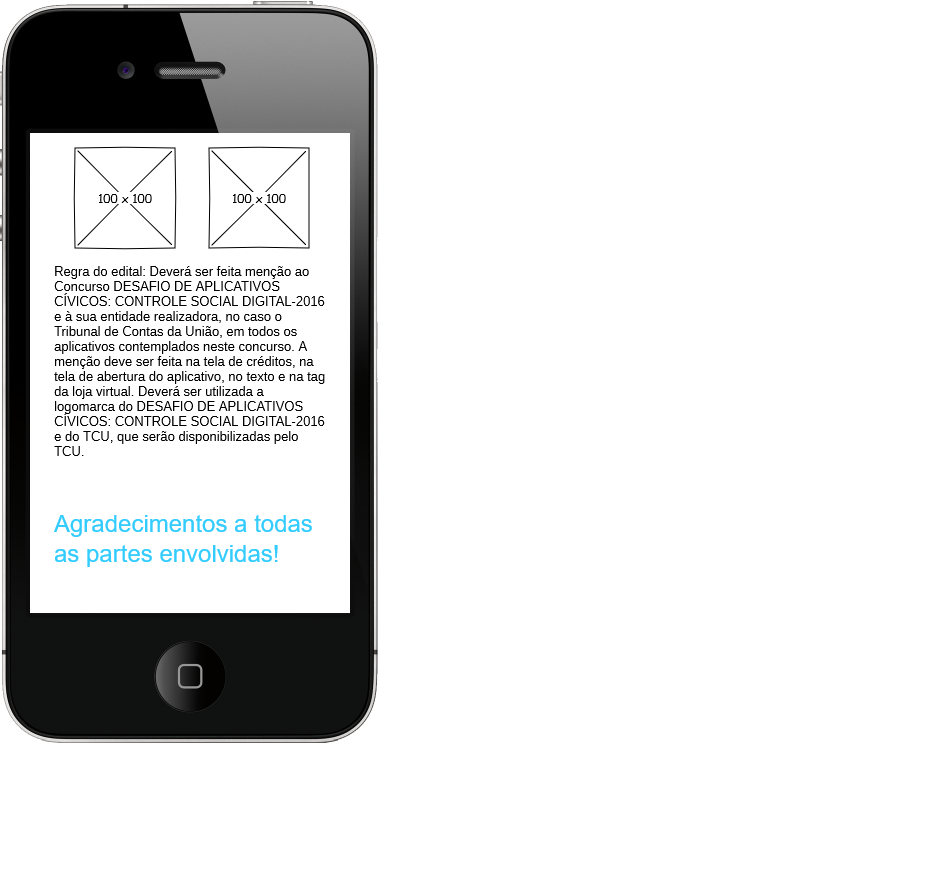 100 x 100
100 x 100
Regra do edital: Deverá ser feita menção ao
Concurso DESAFIO DE APLICATIVOS
CÍVICOS: CONTROLE SOCIAL DIGITAL-2016
e à sua entidade realizadora, no caso o
Tribunal de Contas da União, em todos os
aplicativos contemplados neste concurso. A
menção deve ser feita na tela de créditos, na
tela de abertura do aplicativo, no texto e na tag
da loja virtual. Deverá ser utilizada a
logomarca do DESAFIO DE APLICATIVOS
CÍVICOS: CONTROLE SOCIAL DIGITAL-2016
e do TCU, que serão disponibilizadas pelo
TCU.
Agradecimentos a todas
as partes envolvidas!